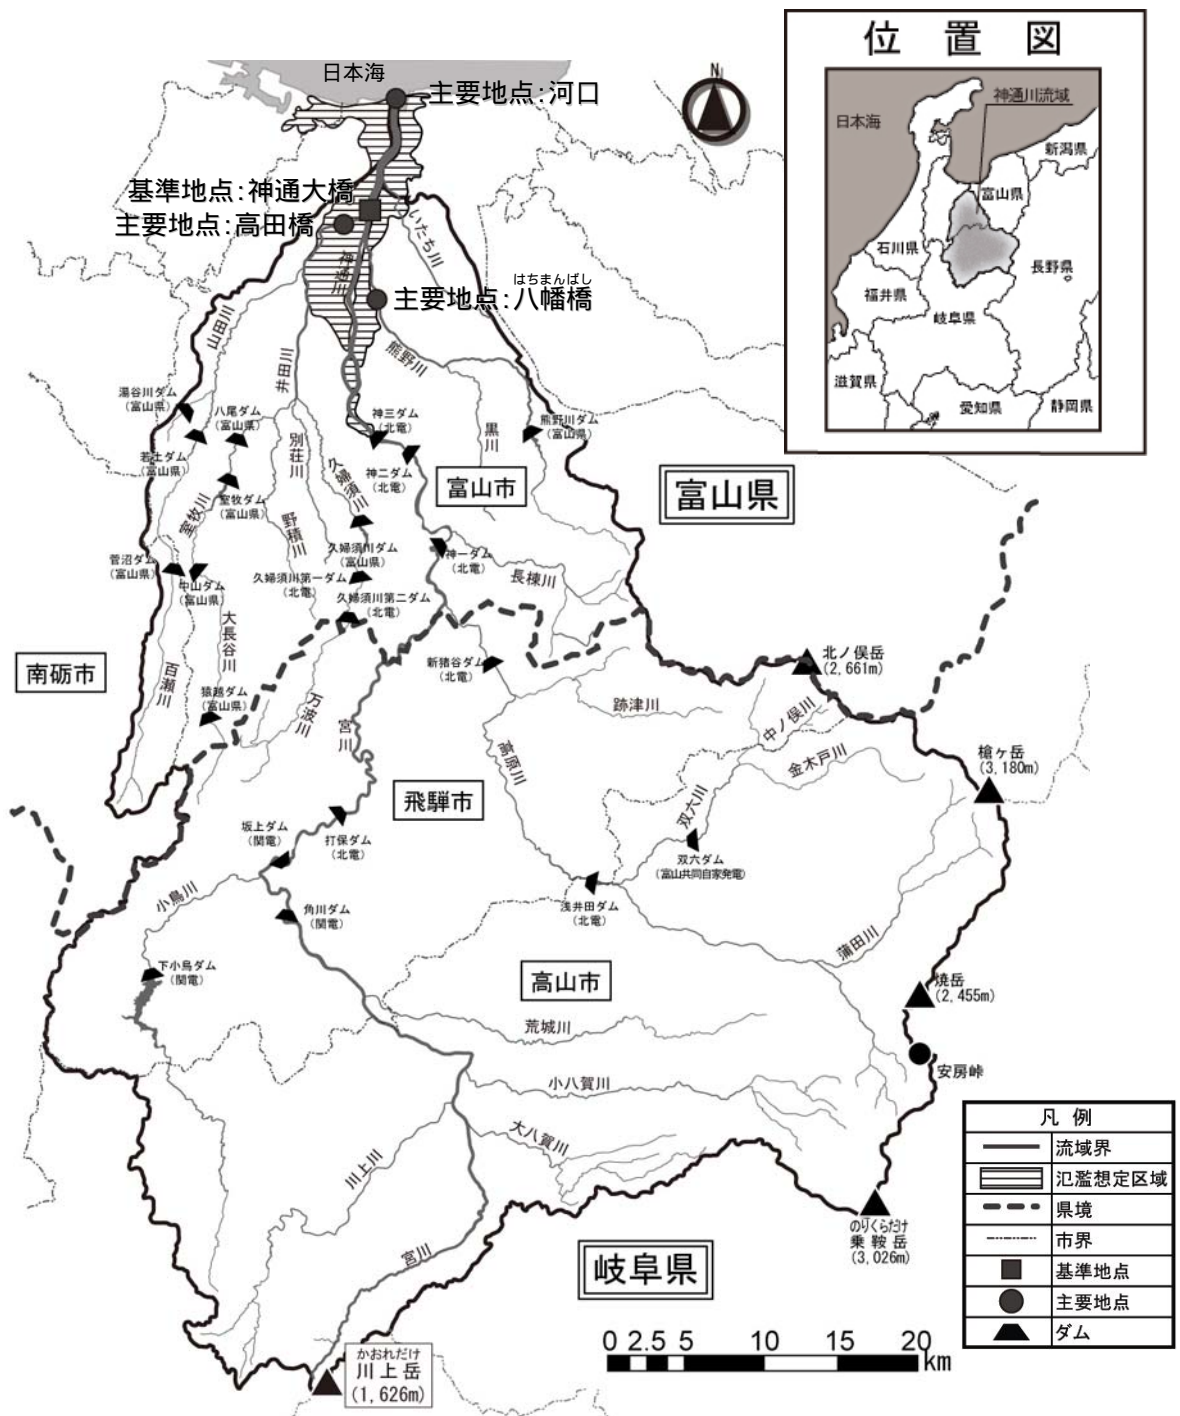 位置図
日本海
神通川流域
新潟県
富山県
石川県
長野県
福井県
岐阜県
滋賀県
愛知県
静岡県
N
日本海
主要地点：河口
基準地点：神通大橋
主要地点：高田橋
いたち川
神通川
はちまんばし
主要地点：八幡橋
山田川
井田川
熊野川
湯谷川ダム
（富山県）
八尾ダム
（富山県）
神三ダム
（北電）
熊野川ダム
（富山県）
黒川
別荘川
久婦須川
若土ダム
（富山県）
神二ダム
（北電）
富山市
富山県
室牧ダム
（富山県）
室牧川
野積川
菅沼ダム
（富山県）
中山ダム
（富山県）
久婦須川ダム
（富山県）
神一ダム
（北電）
久婦須川第一ダム
（北電）
長棟川
久婦須川第二ダム
（北電）
大長谷川
南砺市
百瀬川
新猪谷ダム
（北電）
北ノ俣岳
（2,661m）
猿越ダム
（富山県）
万波川
宮川
跡津川
中ノ俣川
高原川
金木戸川
槍ヶ岳
（3,180m）
飛騨市
双六川
坂上ダム
（関電）
打保ダム
（北電）
双六ダム
（富山共同自家発電）
小鳥川
角川ダム
（関電）
浅井田ダム
（北電）
蒲田川
下小鳥ダム
（関電）
高山市
焼岳
（2,455m）
荒城川
安房峠
小八賀川
大八賀川
川上川
宮川
のりくらだけ
乗鞍岳
（3,026m）
岐阜県
かおれだけ
川上岳
（1,626m）
凡例
流域界
氾濫想定区域
県境
市界
基準地点
主要地点
ダム
0 2.5 5 10 15 20
km